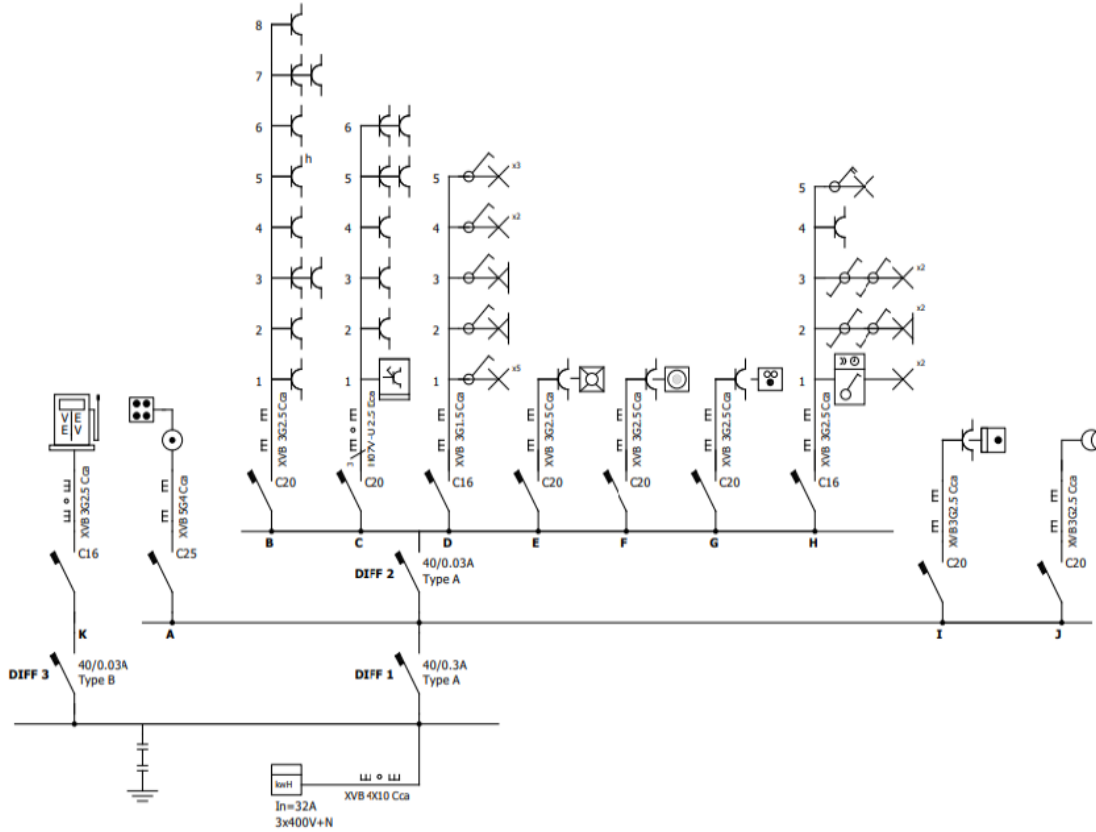 8
7
6
h
5
4
3
2
1
XVB 3G2.5 Cca
C20
B
6
5
4
3
2
1
3
H07V-U 2.5 Cca
C20
C
5
x3
4
x2
3
2
1
x5
XVB 3G1.5 Cca
C16
D
XVB 3G2.5 Cca
C20
E
XVB 3G2.5 Cca
C20
F
XVB 3G2.5 Cca
C20
G
5
4
3
x2
2
x2
1
x2
XVB 3G2.5 Cca
C16
H
V E
E V
XVB 3G2.5 Cca
C16
K
XVB 5G4 Cca
C25
A
DIFF 2
40/0.03A
Type A
XVB 3G2.5 Cca
C20
I
XVB 3G2.5 Cca
C20
J
DIFF 3
40/0.03A
Type B
DIFF 1
40/0.3A
Type A
kwH
XVB 4X10 Cca
In=32A
3x400V+N